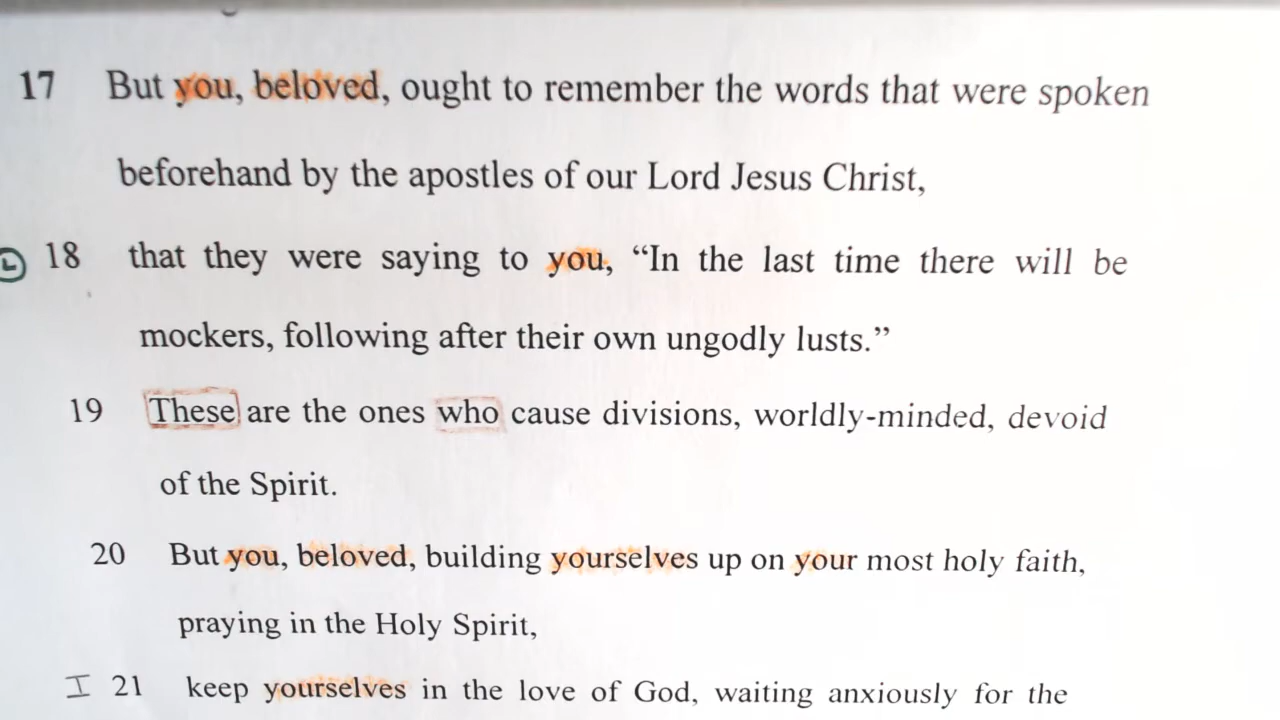 17 But you, beloved, ought to remember the words that were spoken
beforehand by the apostles of our Lord Jesus Christ,
18 that they were saying to you, “In the last time there will be
mockers, following after their own ungodly lusts.”
19 These are the ones who cause divisions, worldly-minded, devoid
of the Spirit.
20 But you, beloved, building yourselves up on your most holy faith,
praying in the Holy Spirit,
I 21 keep yourselves in the love of God, waiting anxiously for the